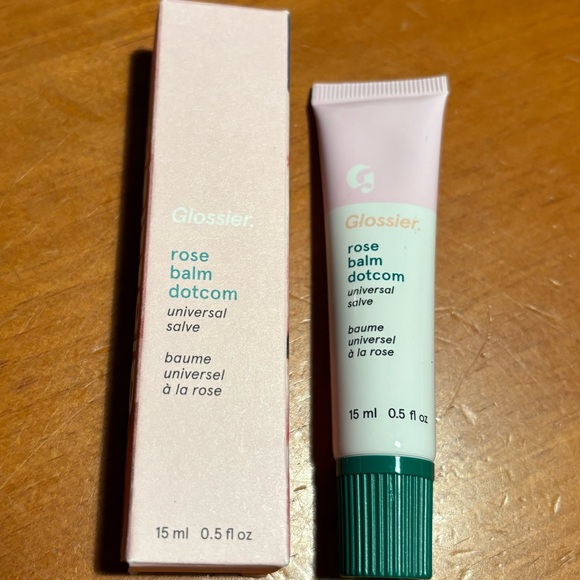 Glossier.
rose
balm
dotcom
universal
salve
baume
universel
à la rose
15 ml 0.5 fl oz
G
Glossier.
rose
balm
dotcom
universal
salve
baume
universel
à la rose
15 ml 0.5 fl oz